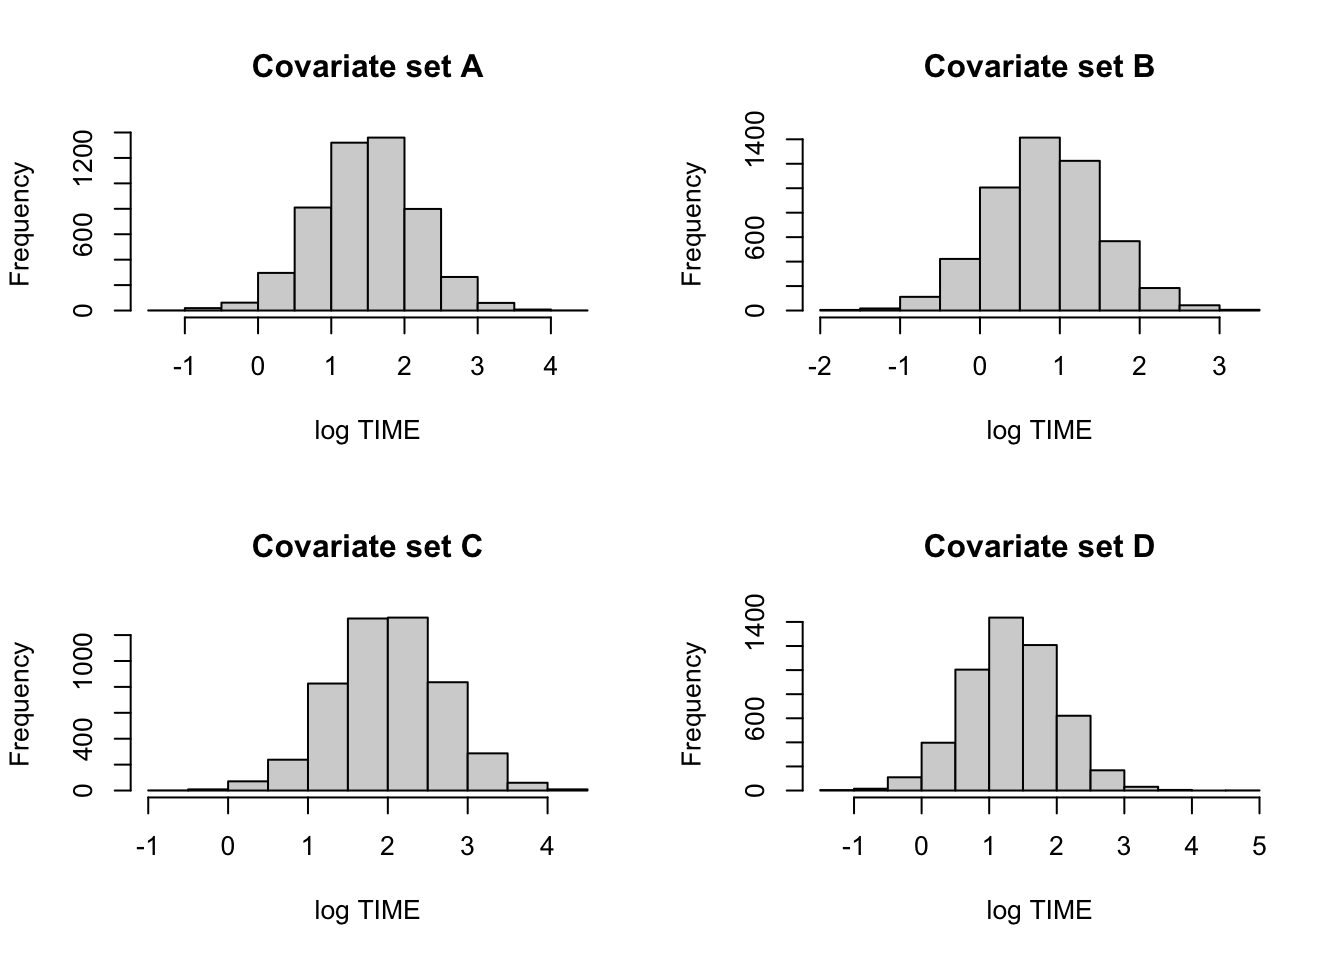 Covariate set A
Frequency
1200
600
0
-1 0 1 2 3 4
log TIME
Covariate set B
Frequency
1400
600
0
-2 -1 0 1 2 3
log TIME
Covariate set C
Frequency
1000
400
0
-1 0 1 2 3 4
log TIME
Covariate set D
Frequency
1400
600
0
-1 0 1 2 3 4 5
log TIME